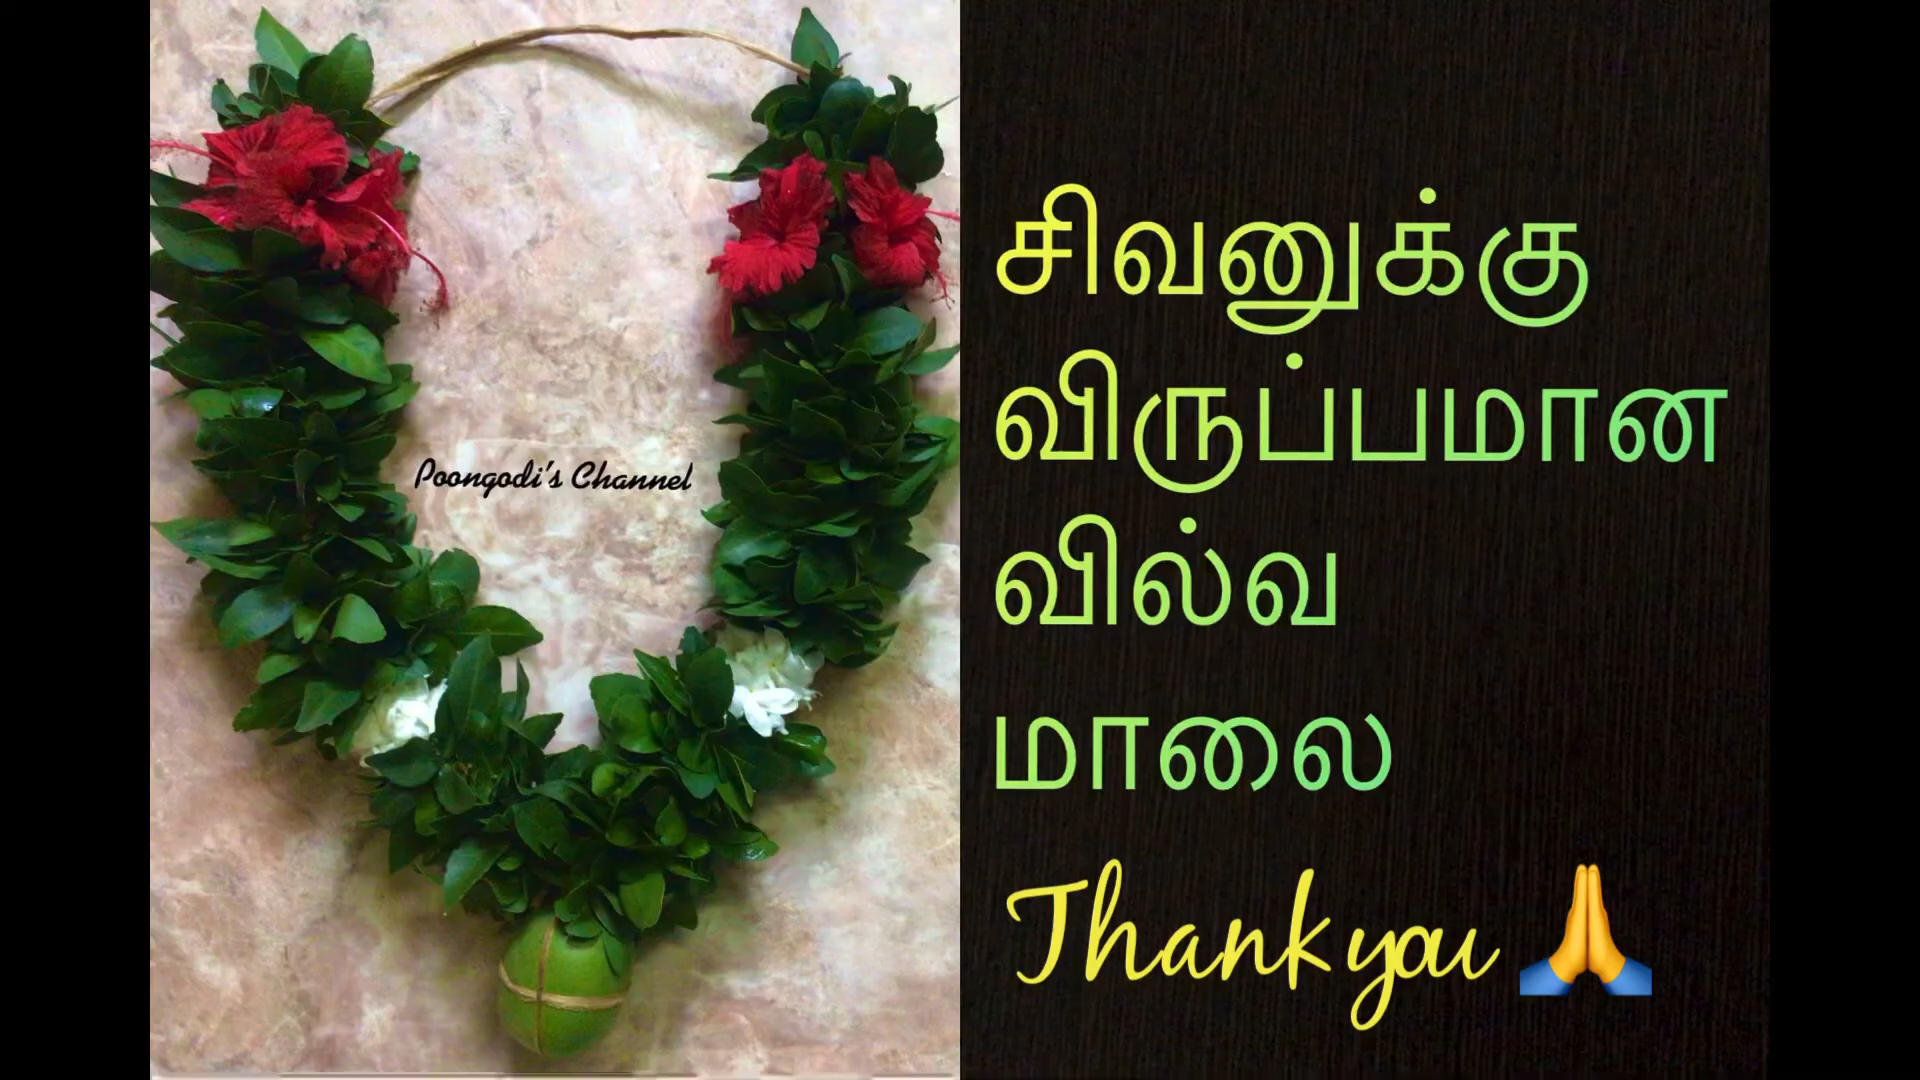 Poongodi's Channel
சிவனுக்கு
விருப்பமான
வில்வ
மாலை
Thank you 🙏